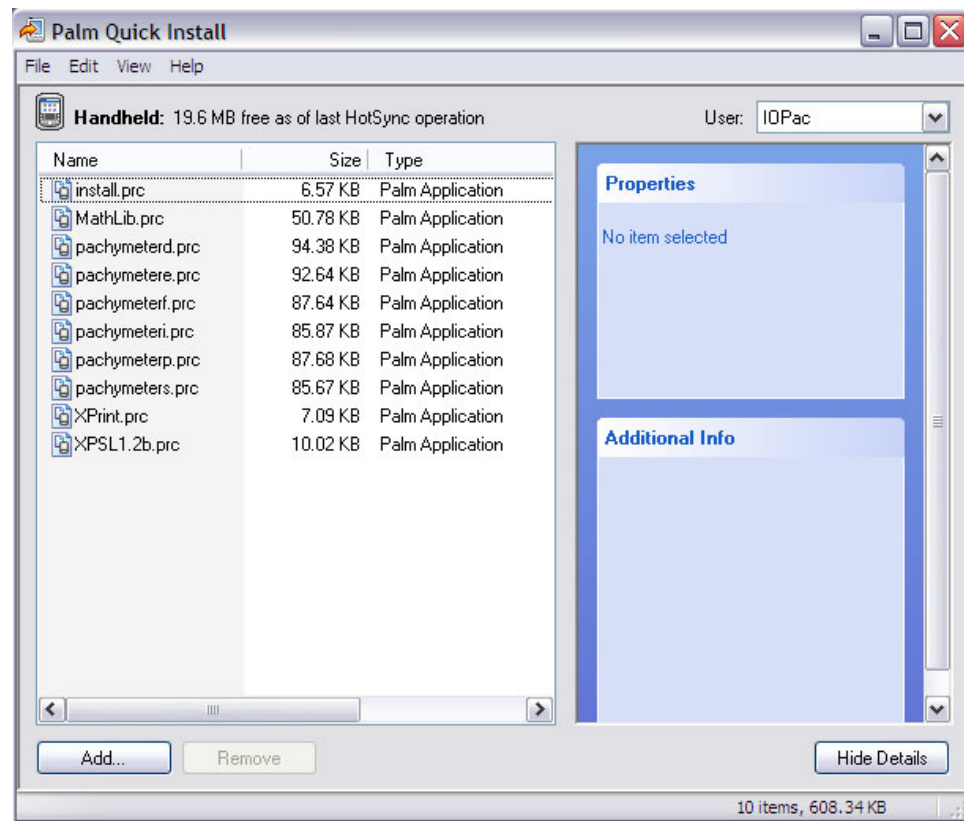 Palm Quick Install
File Edit View Help
Handheld: 19.6 MB free as of last HotSync operation User: IOPac
Name Size Type
install.prc 6.57 KB Palm Application
MathLib.prc 50.78 KB Palm Application
pachymeterd.prc 94.38 KB Palm Application
pachymetere.prc 92.64 KB Palm Application
pachymeterf.prc 87.64 KB Palm Application
pachymeteri.prc 85.87 KB Palm Application
pachymeterp.prc 87.68 KB Palm Application
pachymeters.prc 85.67 KB Palm Application
XPrint.prc 7.09 KB Palm Application
XPSL1.2b.prc 10.02 KB Palm Application
Properties
No item selected
Additional Info
Add... Remove Hide Details
10 items, 608.34 KB